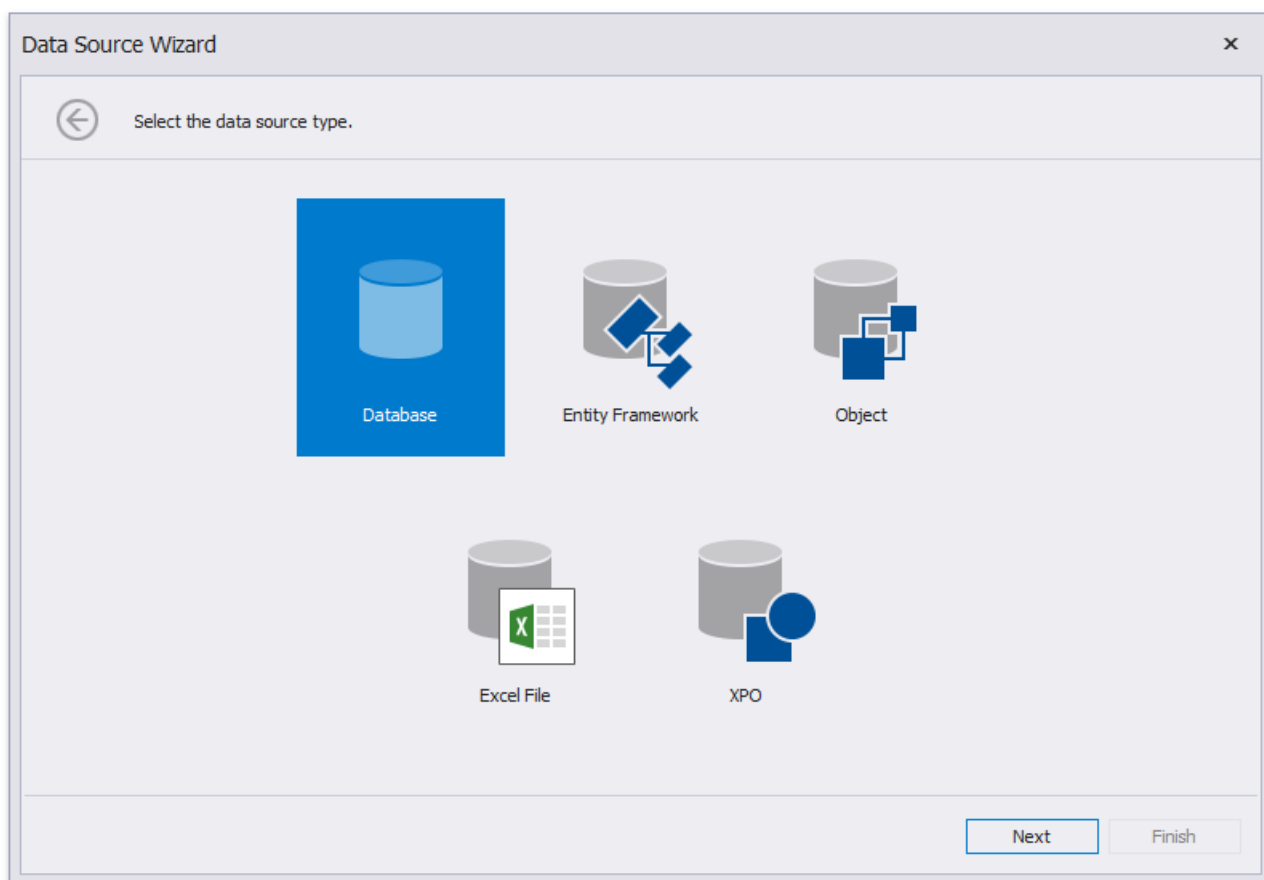 Data Source Wizard
Select the data source type.
Database
Entity Framework
Object
X
Excel File
XPO
Next
Finish